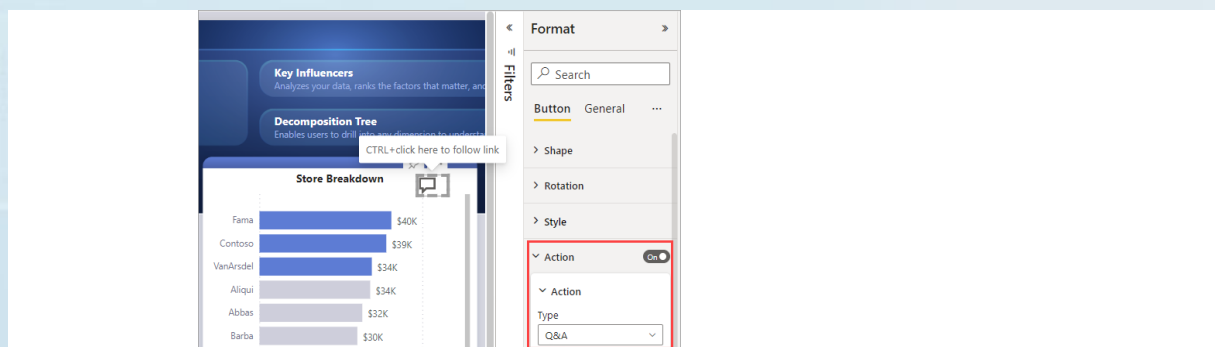 Key Influencers
Analyzes your data, ranks the factors that matter, and
Decomposition Tree
Enables users to drill into any dimension to understa
CTRL+click here to follow link
Store Breakdown
Fama $40K
Contoso $39K
VanArsdel $34K
Aliqui $34K
Abbas $32K
Barba $30K
Filters
Format
Search
Button General ...
Shape
Rotation
Style
Action On
Action
Type
Q&A